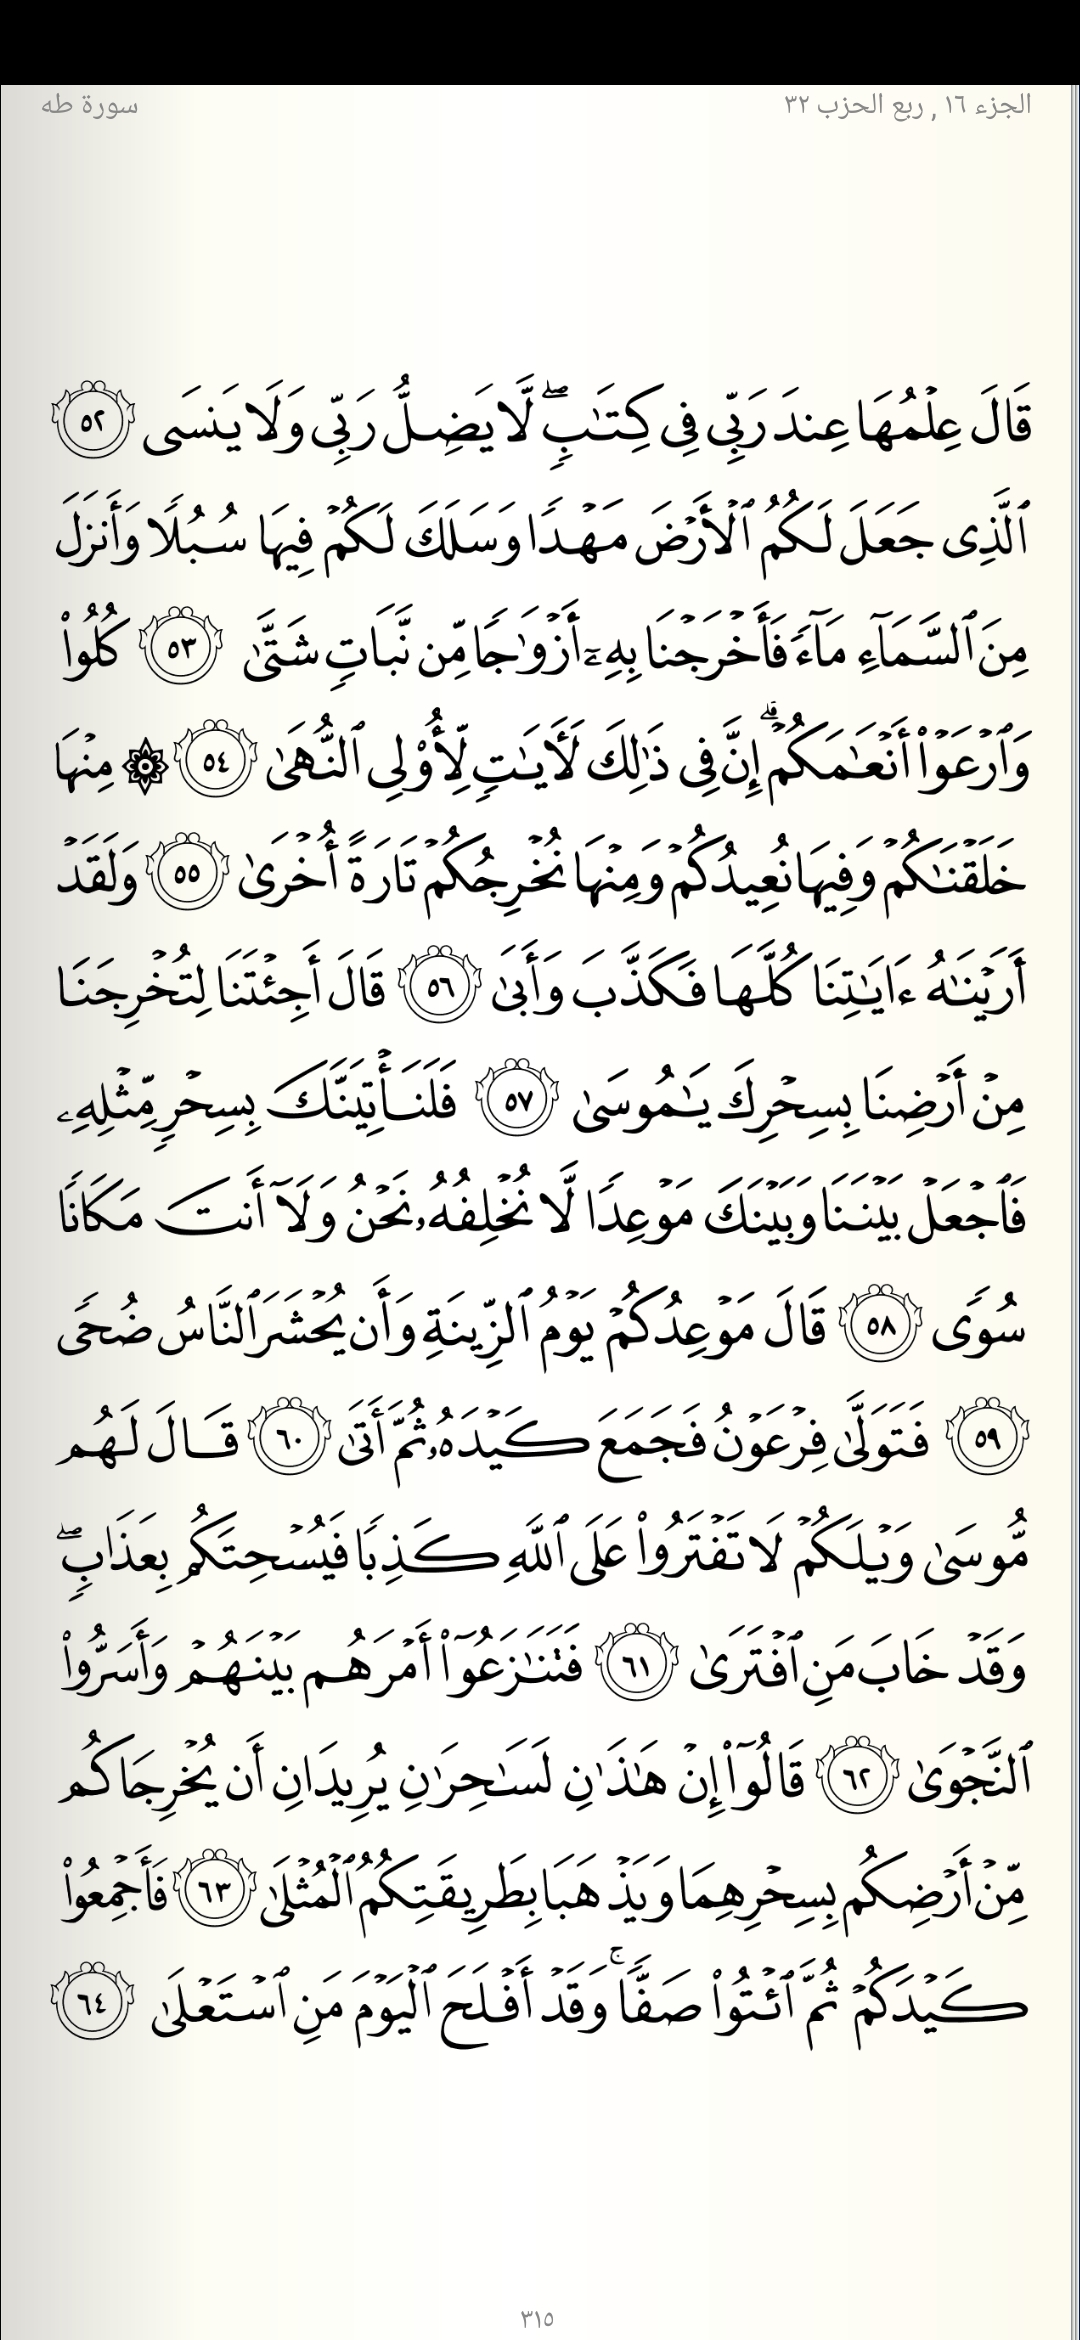 الجزء ١٦ , ربع الحزب ٣٢
سورة طه
قَالَ عِلْمُهَا عِندَ رَبِّى فِى كِتَـٰبٍۖ لَّا يَضِلُّ رَبِّى وَلَا يَنسَى ٥٢
ٱلَّذِى جَعَلَ لَكُمُ ٱلْأَرْضَ مَهْدًا وَسَلَكَ لَكُمْ فِيهَا سُبُلًا وَأَنزَلَ
مِنَ ٱلسَّمَآءِ مَآءً فَأَخْرَجْنَا بِهِۦٓ أَزْوَٰجًا مِّن نَّبَاتٍ شَتَّىٰ ٥٣ كُلُوا۟
وَٱرْعَوْا۟ أَنْعَـٰمَكُمْۗ إِنَّ فِى ذَٰلِكَ لَـَٔايَـٰتٍ لِّأُو۟لِى ٱلنُّهَىٰ ٥٤ ۞ مِنْهَا
خَلَقْنَـٰكُمْ وَفِيهَا نُعِيدُكُمْ وَمِنْهَا نُخْرِجُكُمْ تَارَةً أُخْرَىٰ ٥٥ وَلَقَدْ
أَرَيْنَـٰهُ ءَايَـٰتِنَا كُلَّهَا فَكَذَّبَ وَأَبَىٰ ٥٦ قَالَ أَجِئْتَنَا لِتُخْرِجَنَا
مِنْ أَرْضِنَا بِسِحْرِكَ يَـٰمُوسَىٰ ٥٧ فَلَنَأْتِيَنَّكَ بِسِحْرٍ مِّثْلِهِۦ
فَٱجْعَلْ بَيْنَنَا وَبَيْنَكَ مَوْعِدًا لَّا نُخْلِفُهُۥ نَحْنُ وَلَآ أَنتَ مَكَانًا
سُوًى ٥٨ قَالَ مَوْعِدُكُمْ يَوْمُ ٱلزِّينَةِ وَأَن يُحْشَرَ ٱلنَّاسُ ضُحًى
٥٩ فَتَوَلَّىٰ فِرْعَوْنُ فَجَمَعَ كَيْدَهُۥ ثُمَّ أَتَىٰ ٦٠ قَالَ لَهُم
مُّوسَىٰ وَيْلَكُمْ لَا تَفْتَرُوا۟ عَلَى ٱللَّهِ كَذِبًا فَيُسْحِتَكُم بِعَذَابٍۖ
وَقَدْ خَابَ مَنِ ٱفْتَرَىٰ ٦١ فَتَنَـٰزَعُوٓا۟ أَمْرَهُم بَيْنَهُمْ وَأَسَرُّوا۟
ٱلنَّجْوَىٰ ٦٢ قَالُوٓا۟ إِنْ هَـٰذَٰنِ لَسَـٰحِرَٰنِ يُرِيدَانِ أَن يُخْرِجَاكُم
مِّنْ أَرْضِكُم بِسِحْرِهِمَا وَيَذْهَبَا بِطَرِيقَتِكُمُ ٱلْمُثْلَىٰ ٦٣ فَأَجْمِعُوا۟
كَيْدَكُمْ ثُمَّ ٱئْتُوا۟ صَفًّاۚ وَقَدْ أَفْلَحَ ٱلْيَوْمَ مَنِ ٱسْتَعْلَىٰ ٦٤
٣١٥